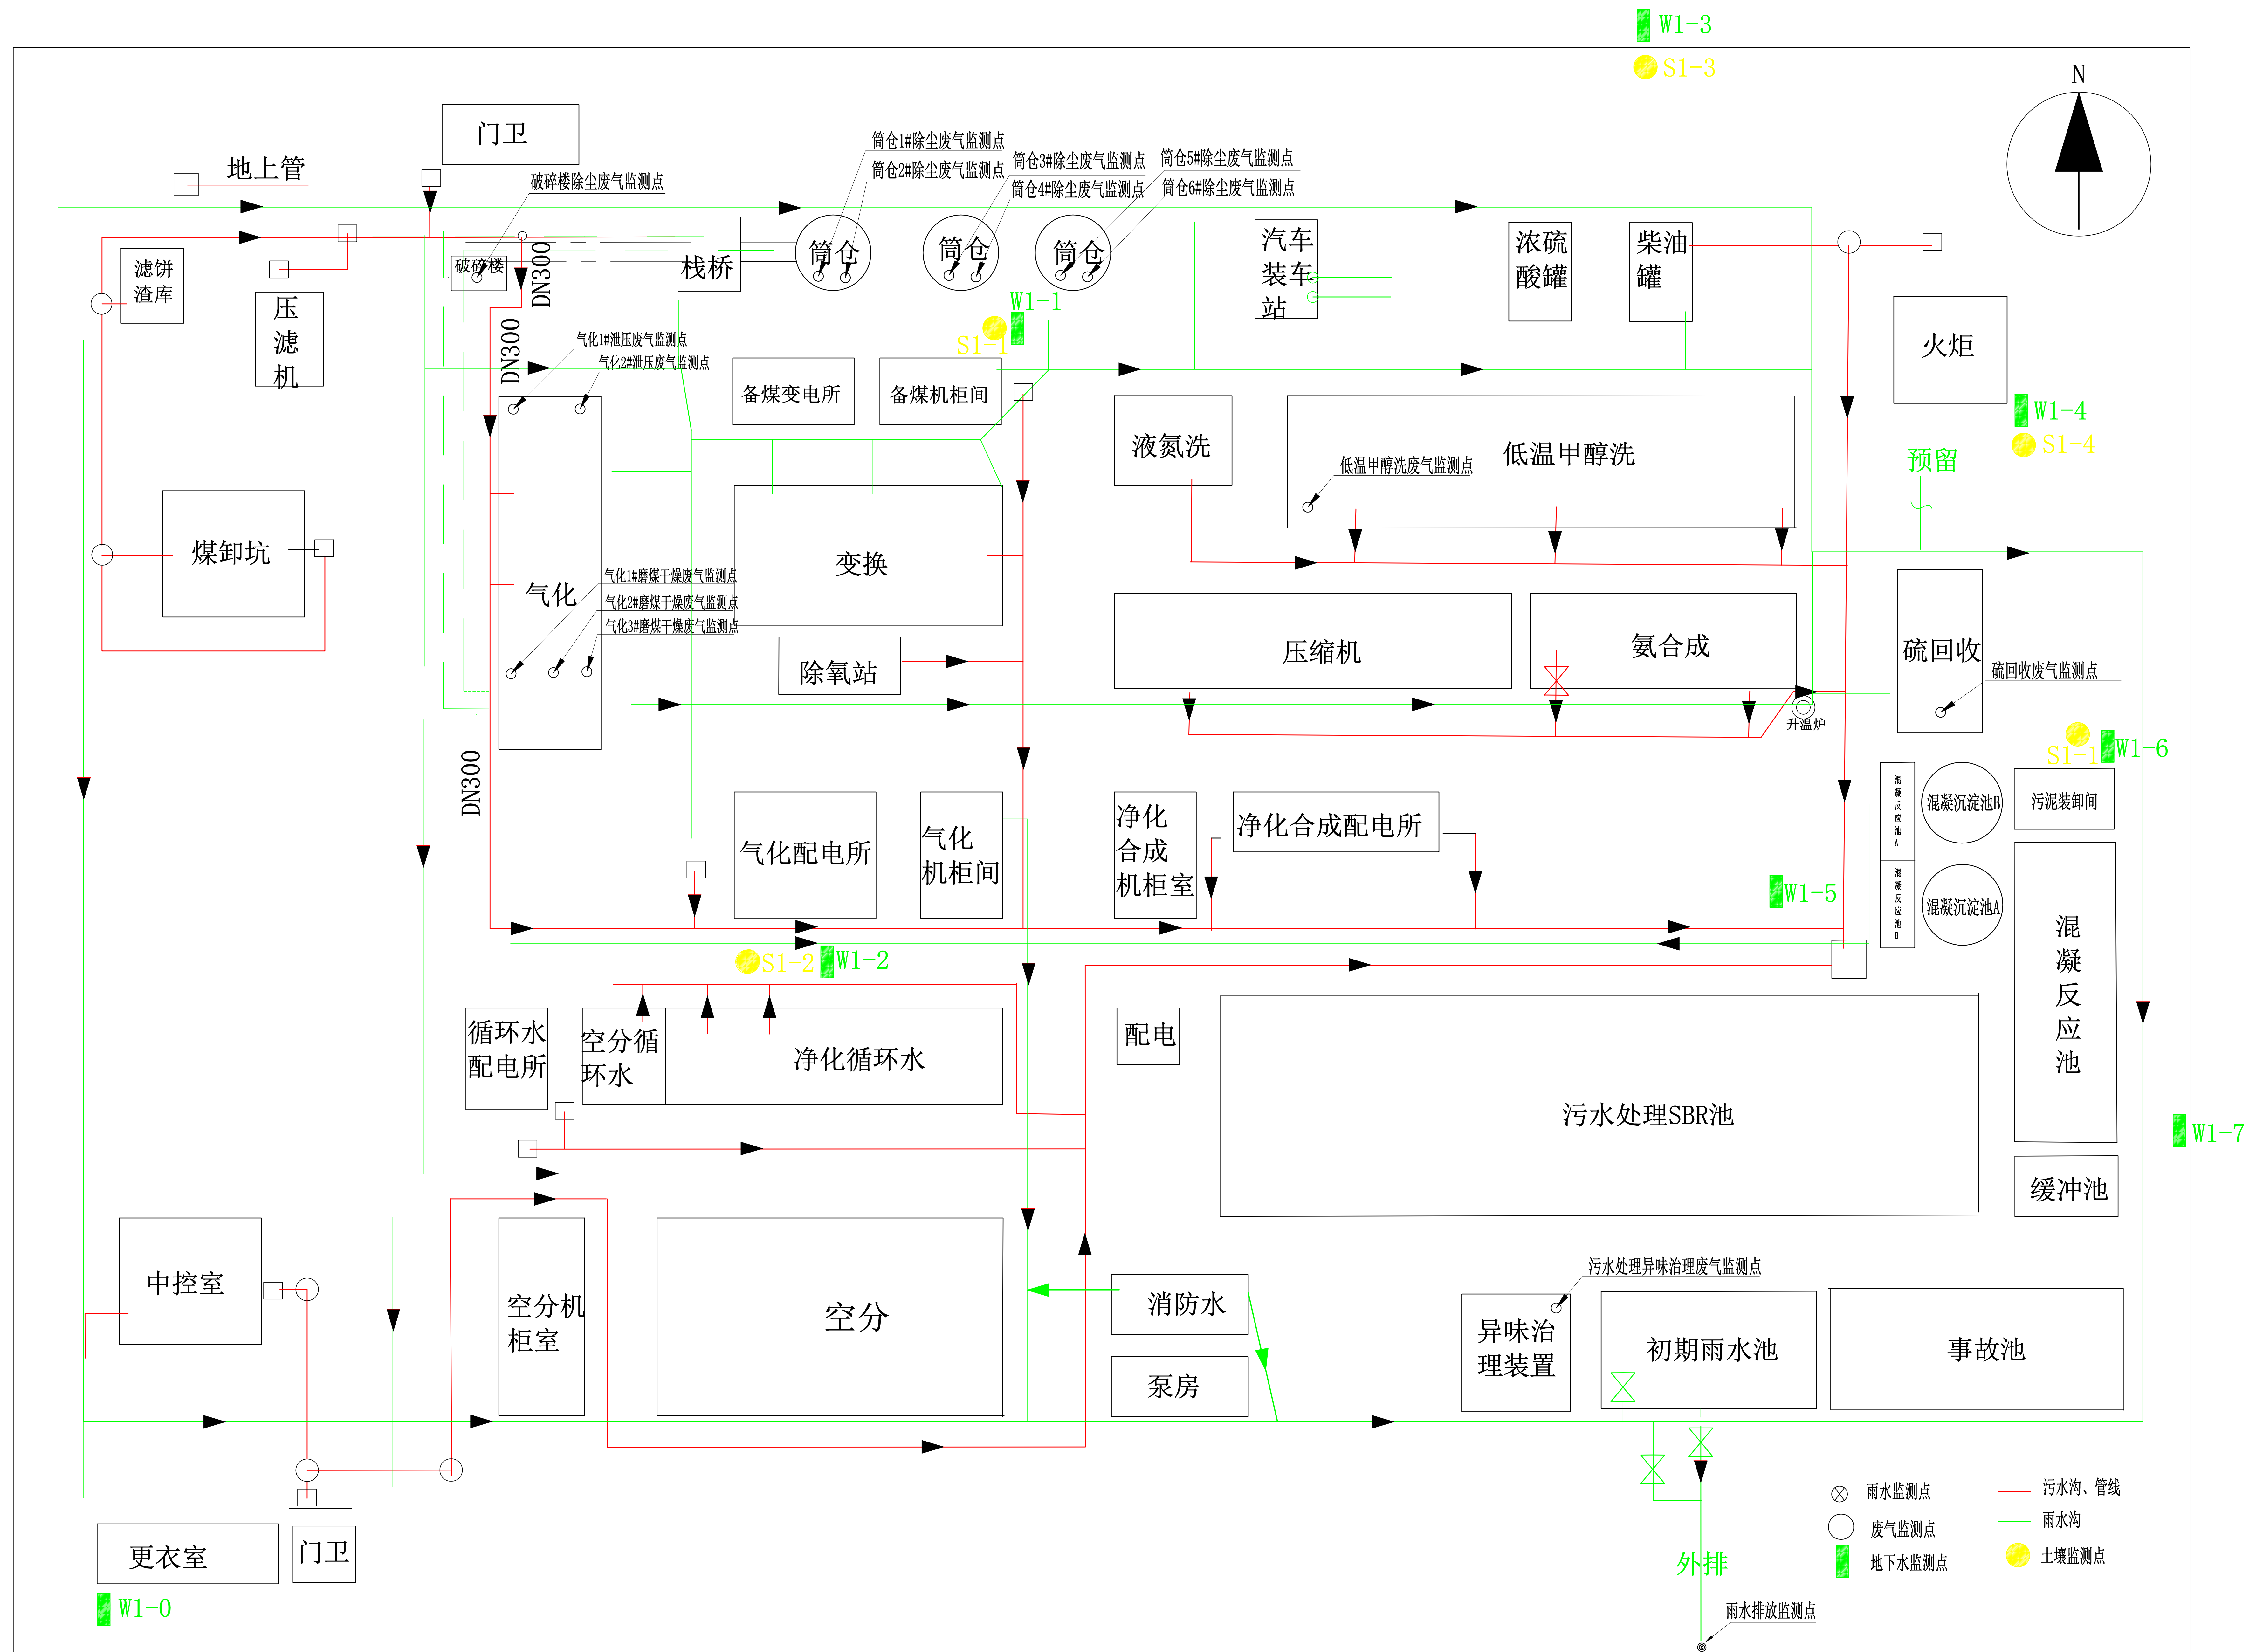 W1-3
S1-3
N
门卫
地上管
破碎楼除尘废气监测点
筒仓1#除尘废气监测点
筒仓2#除尘废气监测点
筒仓3#除尘废气监测点
筒仓4#除尘废气监测点
筒仓5#除尘废气监测点
筒仓6#除尘废气监测点
滤饼
渣库
压
滤
机
破碎楼
DN300
DN300
栈桥
筒仓
筒仓
筒仓
汽车
装车
站
浓硫
酸罐
柴油
罐
火炬
W1-1
S1-1
气化1#泄压废气监测点
气化2#泄压废气监测点
备煤变电所
备煤机柜间
液氮洗
低温甲醇洗
低温甲醇洗废气监测点
W1-4
S1-4
预留
煤卸坑
气化
变换
气化1#磨煤干燥废气监测点
气化2#磨煤干燥废气监测点
气化3#磨煤干燥废气监测点
除氧站
压缩机
氨合成
硫回收
硫回收废气监测点
升温炉
S1-1
W1-6
DN300
气化配电所
气化
机柜间
净化
合成
机柜室
净化合成配电所
混凝反应池A
混凝反应池B
混凝沉淀池B
混凝沉淀池A
污泥装卸间
W1-5
混
凝
反
应
池
S1-2
W1-2
循环水
配电所
空分循
环水
净化循环水
配电
污水处理SBR池
W1-7
缓冲池
中控室
空分机
柜室
空分
消防水
泵房
污水处理异味治理废气监测点
异味治
理装置
初期雨水池
事故池
更衣室
门卫
W1-0
外排
雨水监测点
污水沟、管线
废气监测点
雨水沟
地下水监测点
土壤监测点
雨水排放监测点